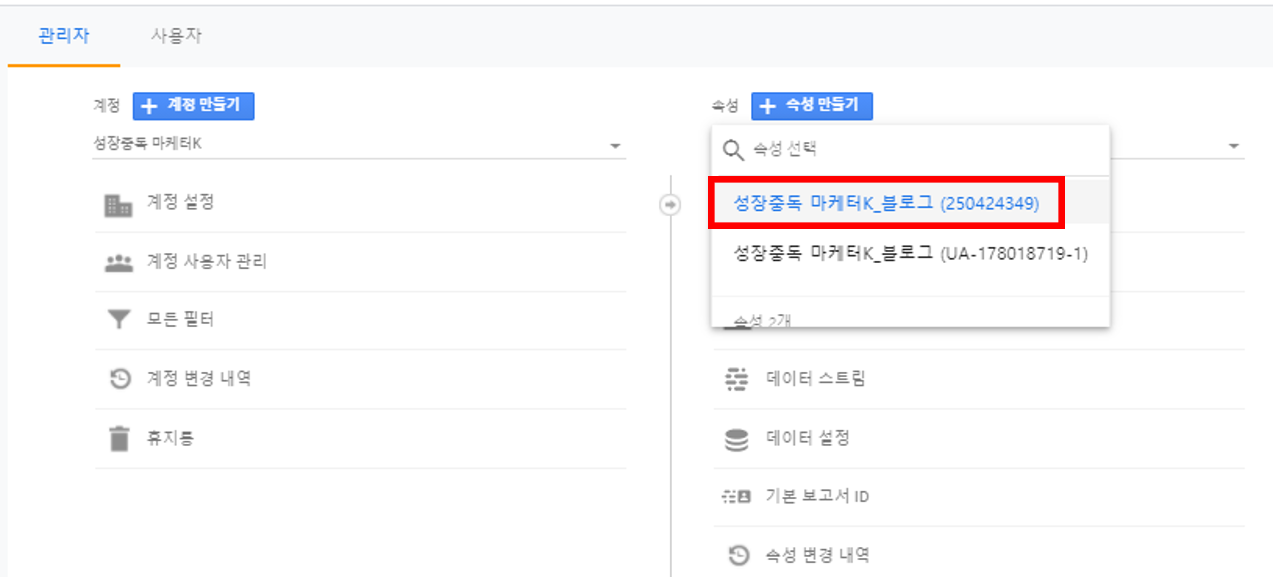 관리자
사용자
계정
계정 만들기
성장중독 마케터K
계정 설정
계정 사용자 관리
모든 필터
계정 변경 내역
휴지통
속성
속성 만들기
속성 선택
성장중독 마케터K_블로그 (250424349)
성장중독 마케터K_블로그 (UA-178018719-1)
속성 2개
데이터 스트림
데이터 설정
기본 보고서 ID
속성 변경 내역